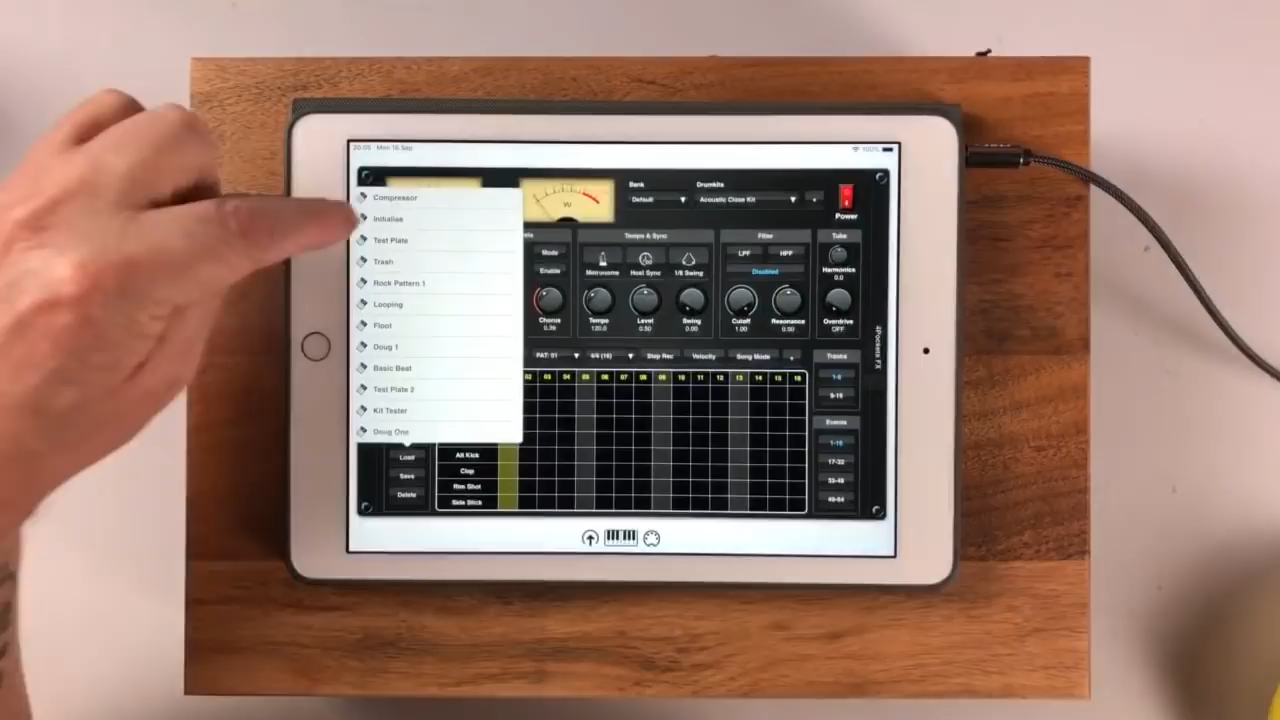 20:05 Mon 16 Sep
100%
Compressor
Initialise
Test Plate
Trash
Rock Pattern 1
Looping
Floot
Doug 1
Basic Beat
Test Plate 2
Kit Tester
Doug One
VU
Bank
Drumkits
Default
Acoustic Close Kit
Power
Mode
Enable
Chorus
0.39
Tempo & Sync
Metronome Host Sync 1/8 Swing
Tempo Level Swing
120.0 0.50 0.00
Filter
LPF HPF
Disabled
Cutoff Resonance
1.00 0.00
Tube
Harmonics
0.0
Overdrive
OFF
4Pockets FX
PAT: 01 4/4 (16) Step Rec Velocity Song Mode
02 03 04 05 06 07 08 09 10 11 12 13 14 15 16
Alt Kick
Clap
Rim Shot
Side Stick
Load
Save
Delete
Tracks
1-8
9-16
Events
1-16
17-32
33-48
49-64